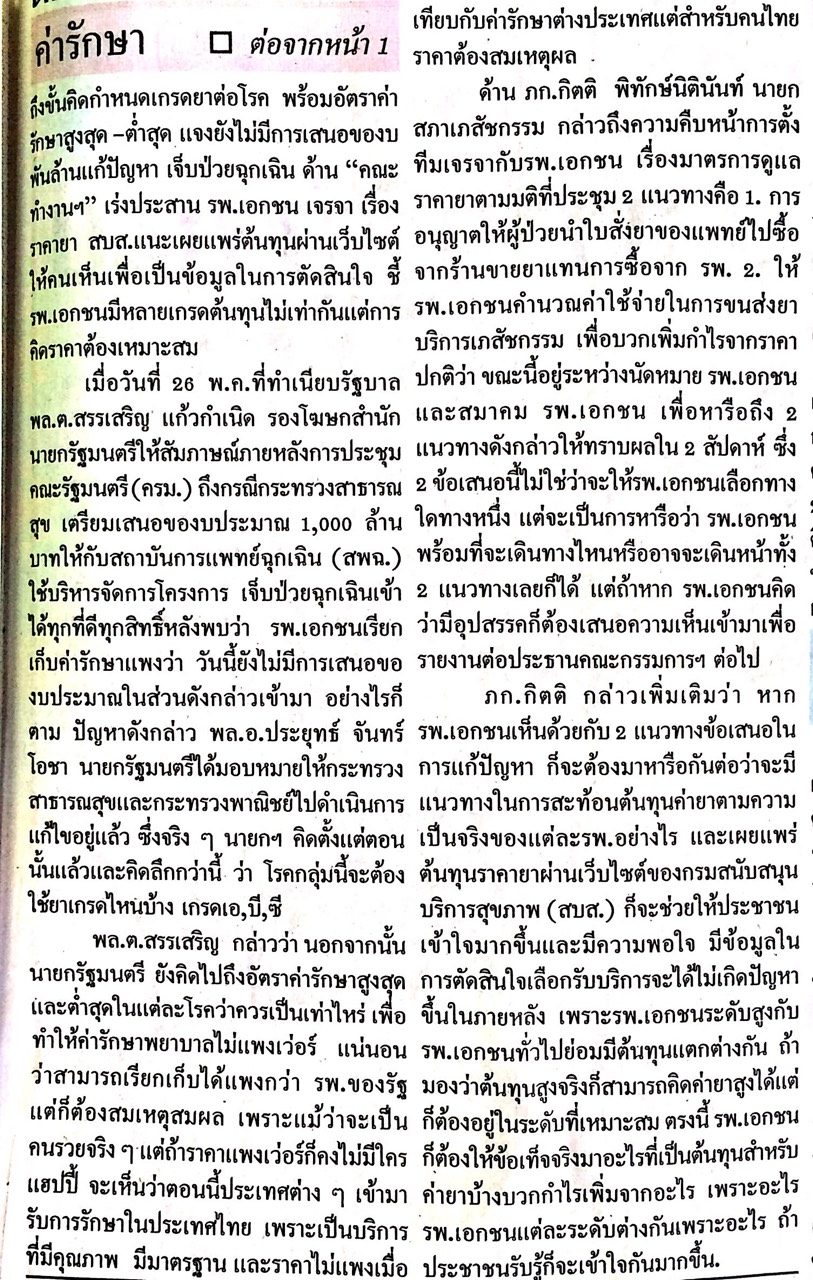 ค่ารักษา □ ต่อจากหน้า 1
ถึงขั้นคิดกำหนดเกรดยาต่อโรค พร้อมอัตราค่า
รักษาสูงสุด -ต่ำสุด แจงยังไม่มีการเสนอของบ
พันล้านแก้ปัญหา เจ็บป่วยฉุกเฉิน ด้าน “คณะ
ทำงานฯ” เร่งประสาน รพ.เอกชน เจรจา เรื่อง
ราคายา สบส.แนะเผยแพร่ต้นทุนผ่านเว็บไซต์
ให้คนเห็นเพื่อเป็นข้อมูลในการตัดสินใจ ชี้
รพ.เอกชนมีหลายเกรดต้นทุนไม่เท่ากันแต่การ
คิดราคาต้องเหมาะสม
เมื่อวันที่ 26 พ.ค.ที่ทำเนียบรัฐบาล
พล.ต.สรรเสริญ แก้วกำเนิด รองโฆษกสำนัก
นายกรัฐมนตรีให้สัมภาษณ์ภายหลังการประชุม
คณะรัฐมนตรี (ครม.) ถึงกรณีกระทรวงสาธารณ
สุข เตรียมเสนอของบประมาณ 1,000 ล้าน
บาทให้กับสถาบันการแพทย์ฉุกเฉิน (สพฉ.)
ใช้บริหารจัดการโครงการ เจ็บป่วยฉุกเฉินเข้า
ได้ทุกที่ดีทุกสิทธิ์หลังพบว่า รพ.เอกชนเรียก
เก็บค่ารักษาแพงว่า วันนี้ยังไม่มีการเสนอขอ
งบประมาณในส่วนดังกล่าวเข้ามา อย่างไรก็
ตาม ปัญหาดังกล่าว พล.อ.ประยุทธ์ จันทร์
โอชา นายกรัฐมนตรีได้มอบหมายให้กระทรวง
สาธารณสุขและกระทรวงพาณิชย์ไปดำเนินการ
แก้ไขอยู่แล้ว ซึ่งจริง ๆ นายกฯ คิดตั้งแต่ตอน
นั้นแล้วและคิดลึกกว่านี้ ว่า โรคกลุ่มนี้จะต้อง
ใช้ยาเกรดไหนบ้าง เกรดเอ,บี,ซี
พล.ต.สรรเสริญ กล่าวว่า นอกจากนั้น
นายกรัฐมนตรี ยังคิดไปถึงอัตราค่ารักษาสูงสุด
และต่ำสุดในแต่ละโรคว่าควรเป็นเท่าไหร่ เพื่อ
ทำให้ค่ารักษาพยาบาลไม่แพงเว่อร์ แน่นอน
ว่าสามารถเรียกเก็บได้แพงกว่า รพ.ของรัฐ
แต่ก็ต้องสมเหตุสมผล เพราะแม้ว่าจะเป็น
คนรวยจริง ๆ แต่ถ้าราคาแพงเว่อร์ก็คงไม่มีใคร
แฮปปี้ จะเห็นว่าตอนนี้ประเทศต่าง ๆ เข้ามา
รับการรักษาในประเทศไทย เพราะเป็นบริการ
ที่มีคุณภาพ มีมาตรฐาน และราคาไม่แพงเมื่อ
เทียบกับค่ารักษาต่างประเทศแต่สำหรับคนไทย
ราคาต้องสมเหตุผล
ด้าน ภก.กิตติ พิทักษ์นิตินันท์ นายก
สภาเภสัชกรรม กล่าวถึงความคืบหน้าการตั้ง
ทีมเจรจากับรพ.เอกชน เรื่องมาตรการดูแล
ราคายาตามมติที่ประชุม 2 แนวทางคือ 1. การ
อนุญาตให้ผู้ป่วยนำใบสั่งยาของแพทย์ไปซื้อ
จากร้านขายยาแทนการซื้อจาก รพ. 2. ให้
รพ.เอกชนคำนวณค่าใช้จ่ายในการขนส่งยา
บริการเภสัชกรรม เพื่อบวกเพิ่มกำไรจากราคา
ปกติว่า ขณะนี้อยู่ระหว่างนัดหมาย รพ.เอกชน
และสมาคม รพ.เอกชน เพื่อหารือถึง 2
แนวทางดังกล่าวให้ทราบผลใน 2 สัปดาห์ ซึ่ง
2 ข้อเสนอนี้ไม่ใช่ว่าจะให้รพ.เอกชนเลือกทาง
ใดทางหนึ่ง แต่จะเป็นการหารือว่า รพ.เอกชน
พร้อมที่จะเดินทางไหนหรืออาจจะเดินหน้าทั้ง
2 แนวทางเลยก็ได้ แต่ถ้าหาก รพ.เอกชนคิด
ว่ามีอุปสรรคก็ต้องเสนอความเห็นเข้ามาเพื่อ
รายงานต่อประธานคณะกรรมการฯ ต่อไป
ภก.กิตติ กล่าวเพิ่มเติมว่า หาก
รพ.เอกชนเห็นด้วยกับ 2 แนวทางข้อเสนอใน
การแก้ปัญหา ก็จะต้องมาหารือกันต่อว่าจะมี
แนวทางในการสะท้อนต้นทุนค่ายาตามความ
เป็นจริงของแต่ละรพ.อย่างไร และเผยแพร่
ต้นทุนราคายาผ่านเว็บไซต์ของกรมสนับสนุน
บริการสุขภาพ (สบส.) ก็จะช่วยให้ประชาชน
เข้าใจมากขึ้นและมีความพอใจ มีข้อมูลใน
การตัดสินใจเลือกรับบริการจะได้ไม่เกิดปัญหา
ขึ้นในภายหลัง เพราะรพ.เอกชนระดับสูงกับ
รพ.เอกชนทั่วไปย่อมมีต้นทุนแตกต่างกัน ถ้า
มองว่าต้นทุนสูงจริงก็สามารถคิดค่ายาสูงได้แต่
ก็ต้องอยู่ในระดับที่เหมาะสม ตรงนี้ รพ.เอกชน
ก็ต้องให้ข้อเท็จจริงมาอะไรที่เป็นต้นทุนสำหรับ
ค่ายาบ้างบวกกำไรเพิ่มจากอะไร เพราะอะไร
รพ.เอกชนแต่ละระดับต่างกันเพราะอะไร ถ้า
ประชาชนรับรู้ก็จะเข้าใจกันมากขึ้น.